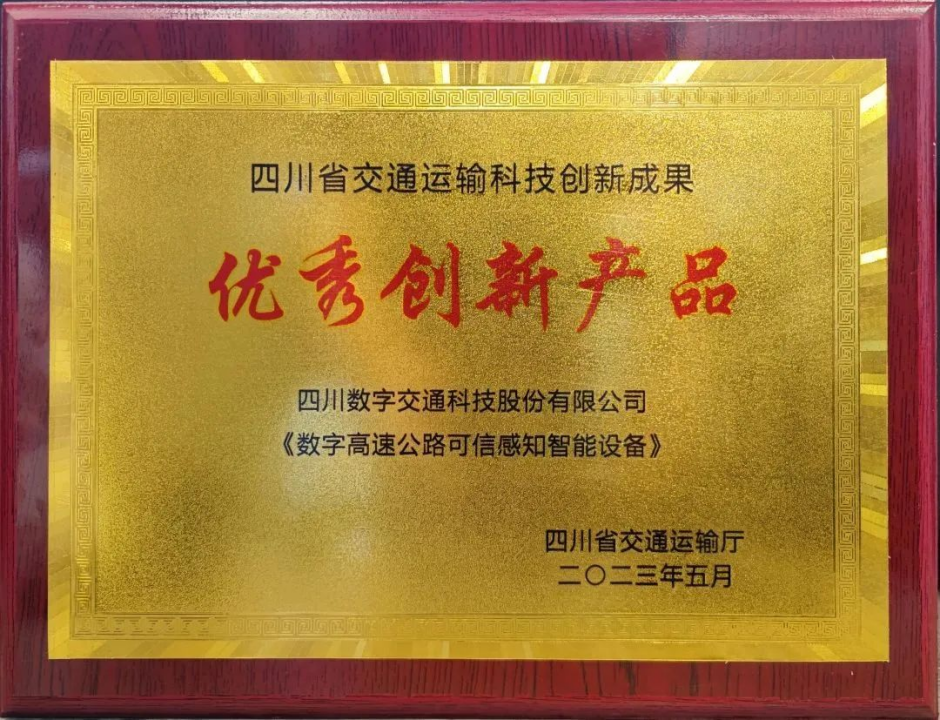 四川省交通运输科技创新成果
优秀创新产品
四川数字交通科技股份有限公司
《数字高速公路可信感知智能设备》
四川省交通运输厅
二〇二三年五月